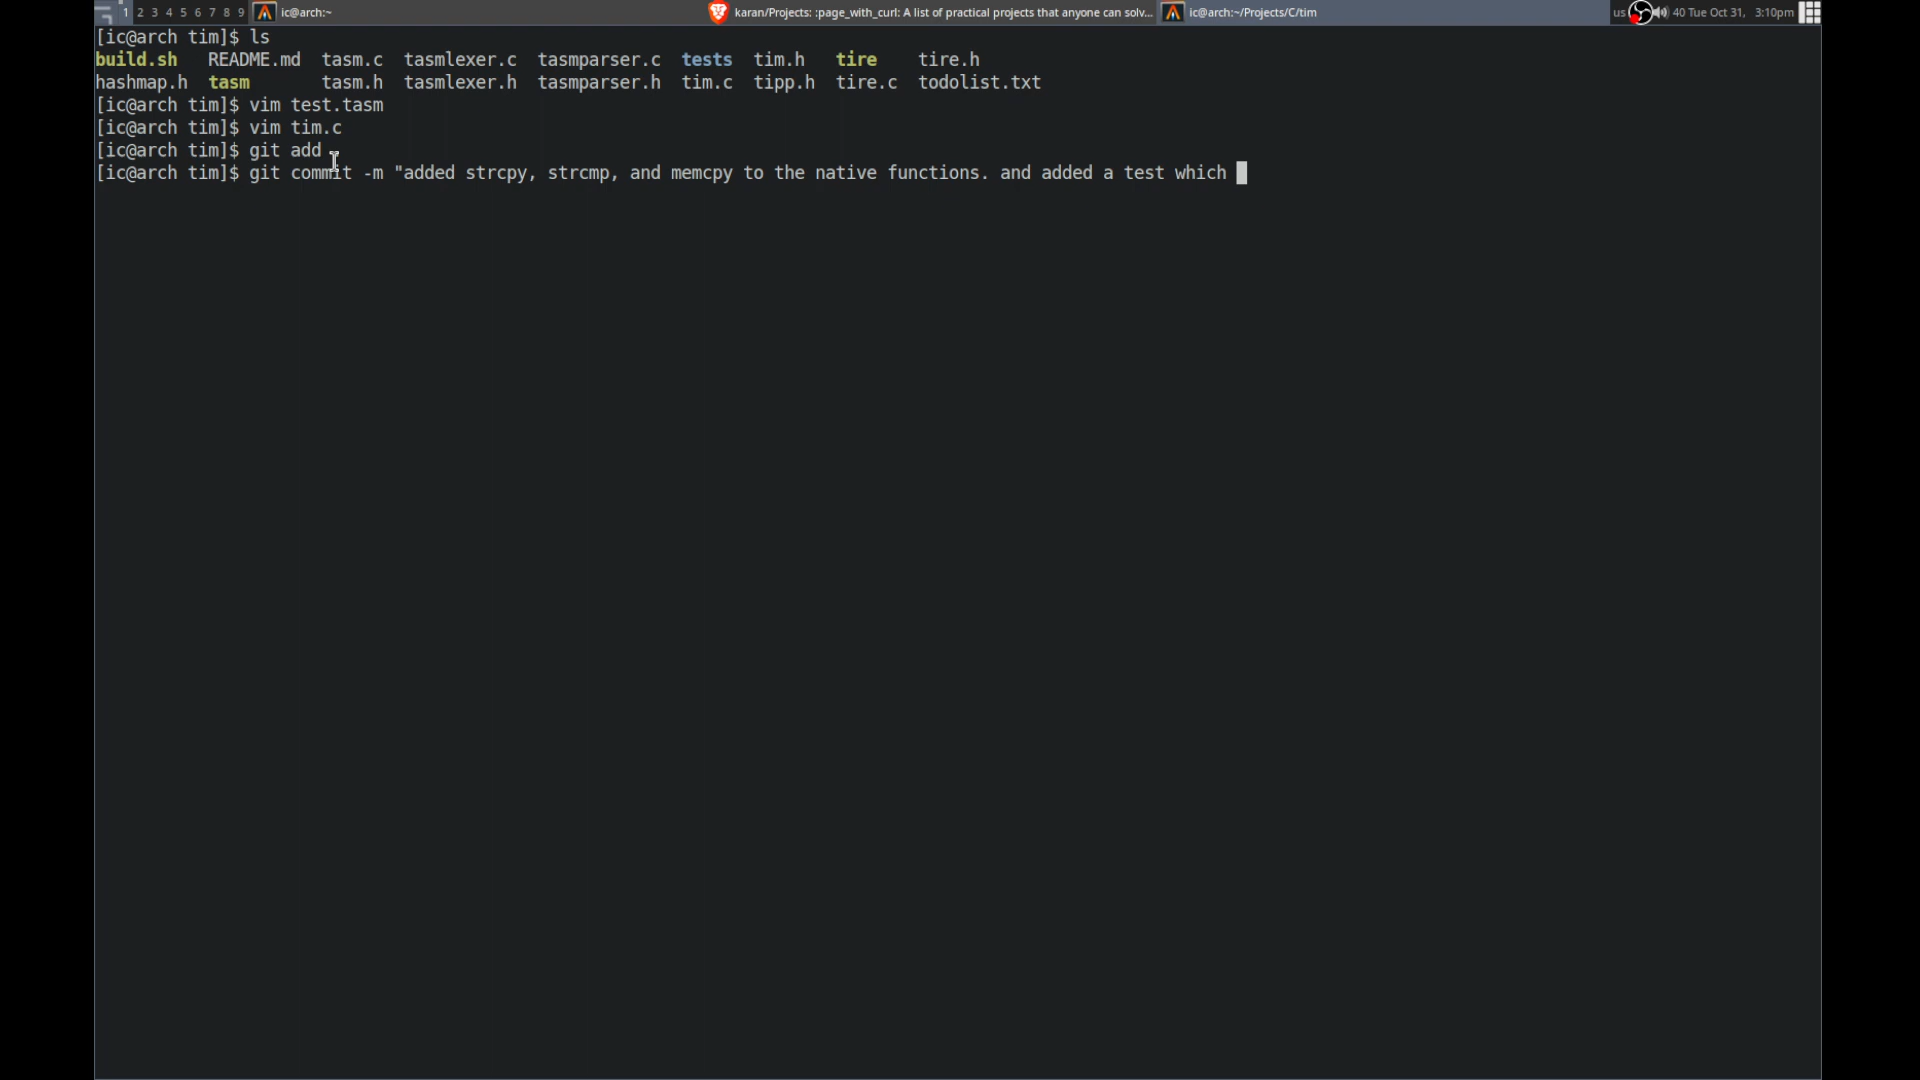 1 2 3 4 5 6 7 8 9 ic@arch:~ karan/Projects: :page_with_curl: A list of practical projects that anyone can solv... ic@arch:~/Projects/C/tim us 40 Tue Oct 31, 3:10pm
[ic@arch tim]$ ls
build.sh README.md tasm.c tasmlexer.c tasmparser.c tests tim.h tire tire.h
hashmap.h tasm tasm.h tasmlexer.h tasmparser.h tim.c tipp.h tire.c todolist.txt
[ic@arch tim]$ vim test.tasm
[ic@arch tim]$ vim tim.c
[ic@arch tim]$ git add
[ic@arch tim]$ git commit -m "added strcpy, strcmp, and memcpy to the native functions. and added a test which